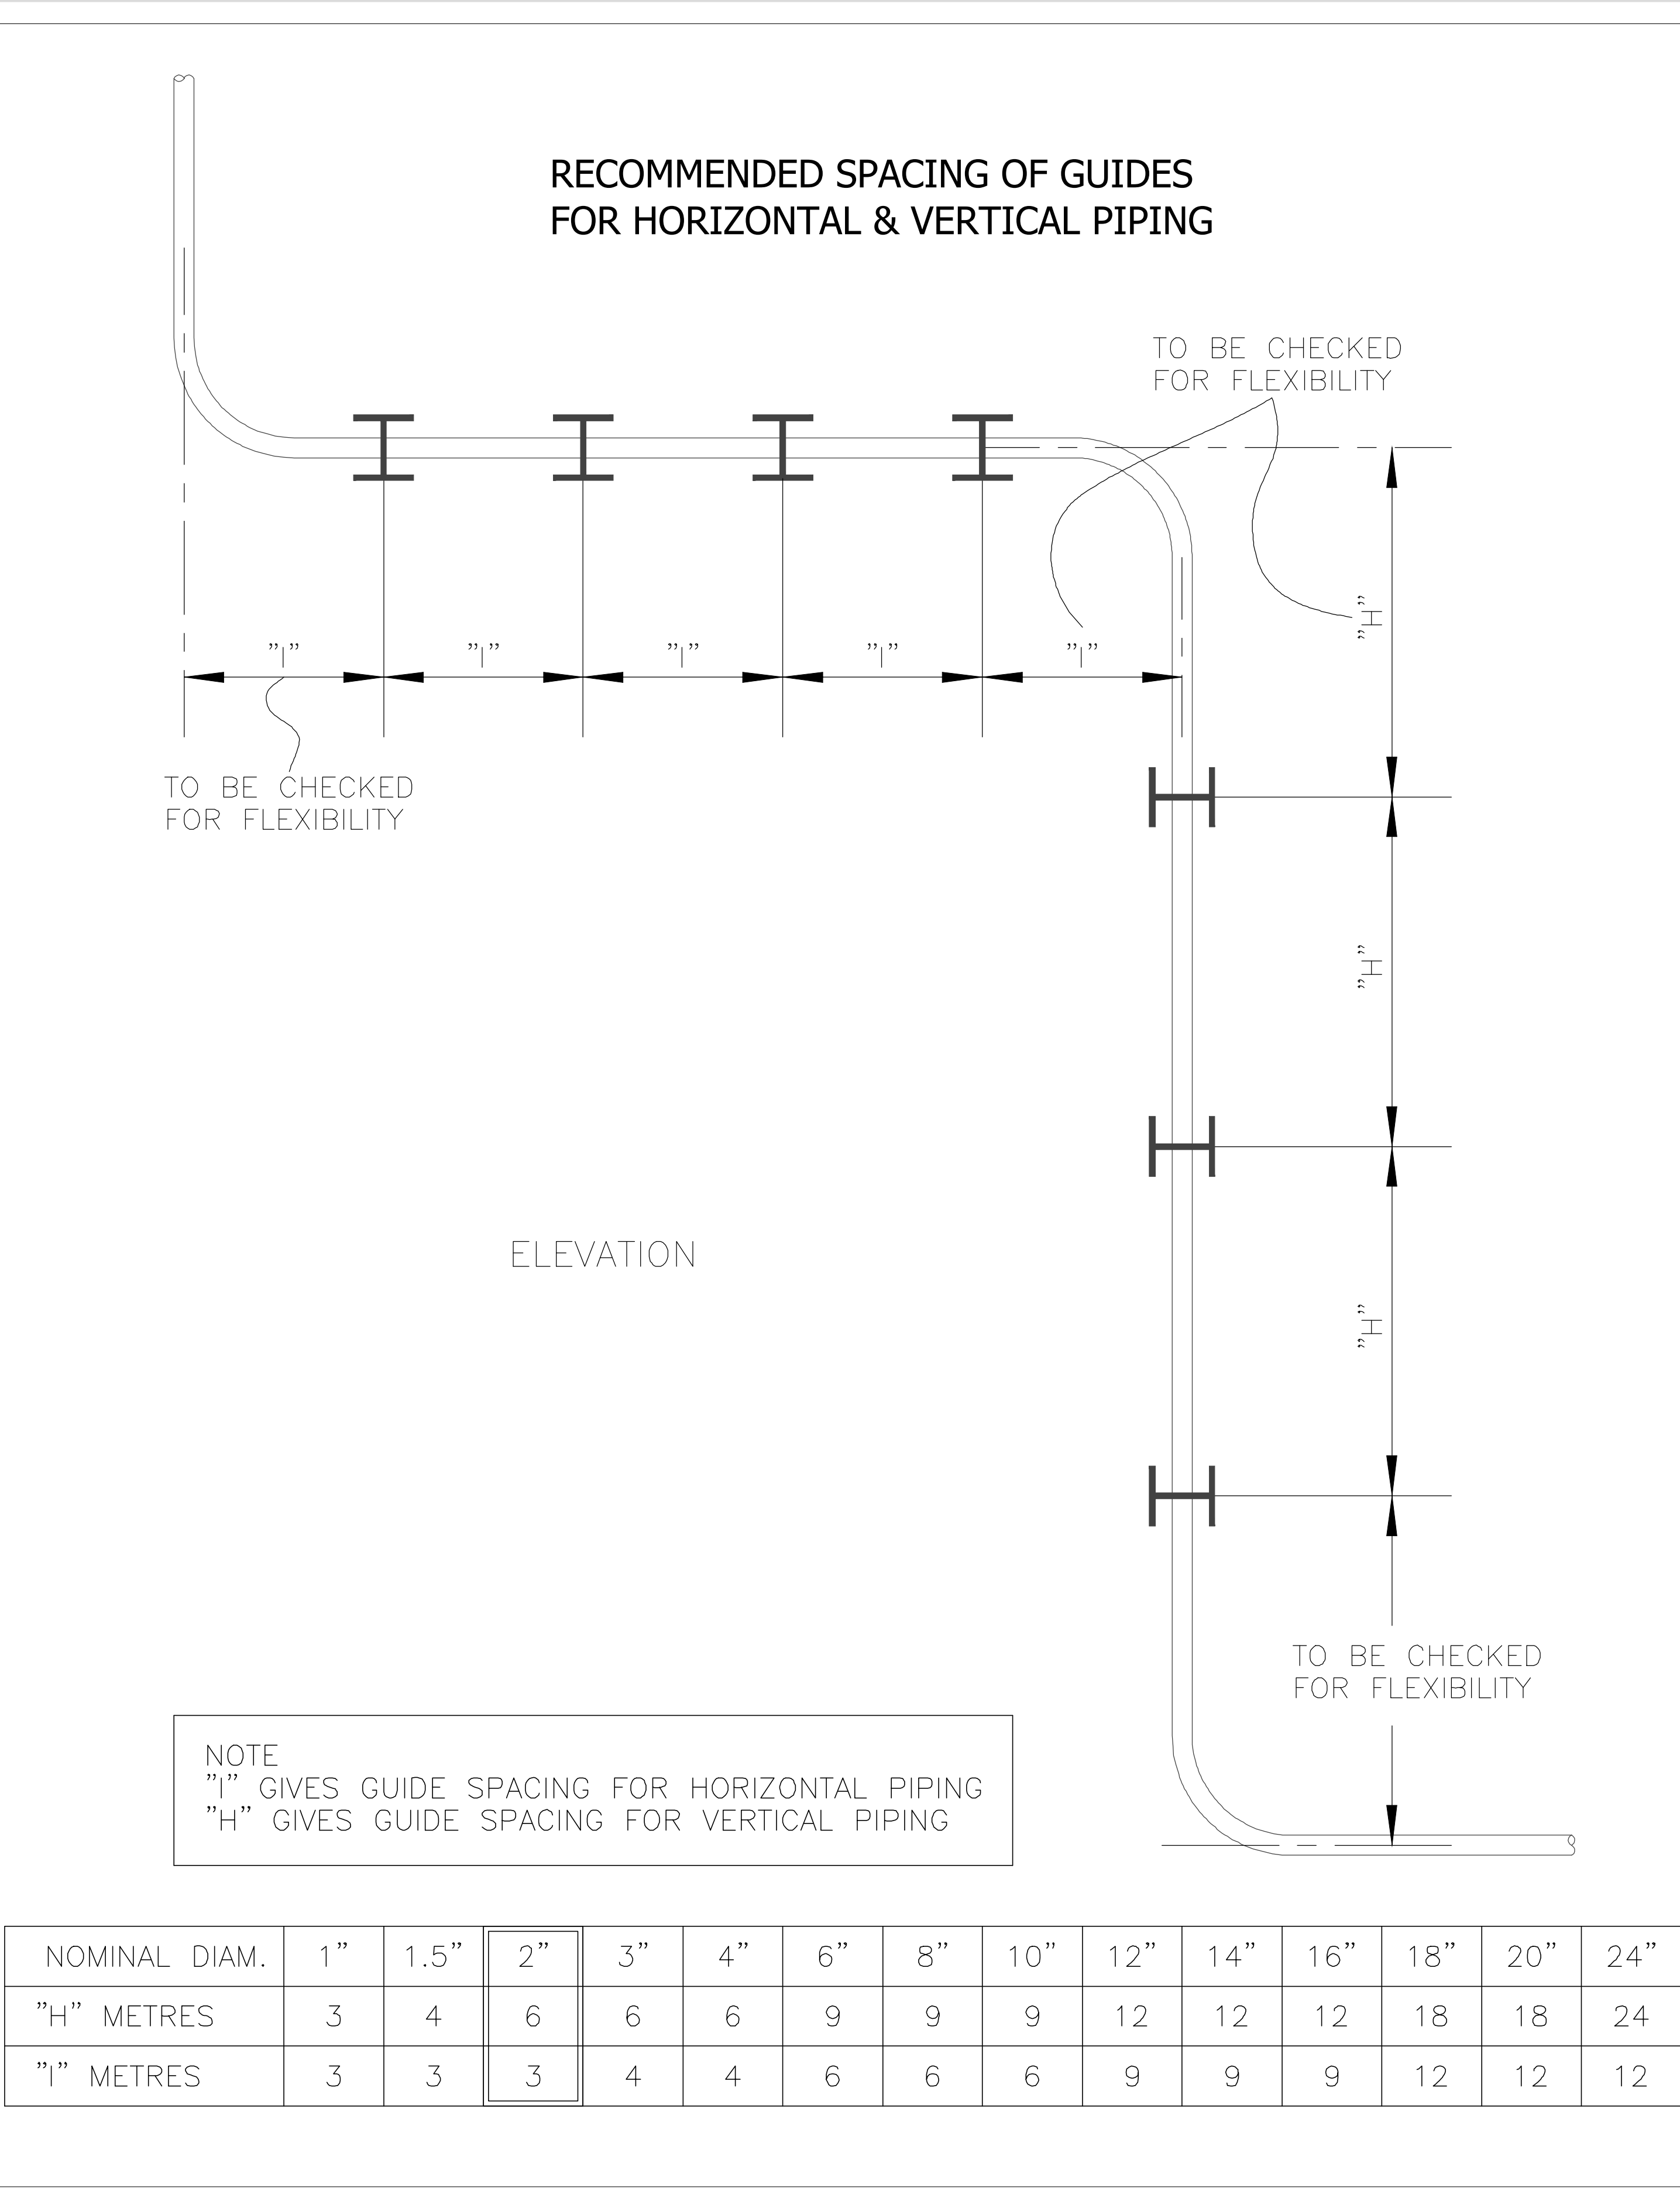 RECOMMENDED SPACING OF GUIDES
FOR HORIZONTAL & VERTICAL PIPING
TO BE CHECKED
FOR FLEXIBILITY
"H"
"I" "I" "I" "I" "I"
TO BE CHECKED
FOR FLEXIBILITY
"H"
ELEVATION
"H"
TO BE CHECKED
FOR FLEXIBILITY
NOTE
"I" GIVES GUIDE SPACING FOR HORIZONTAL PIPING
"H" GIVES GUIDE SPACING FOR VERTICAL PIPING
NOMINAL DIAM. 1" 1.5" 2" 3" 4" 6" 8" 10" 12" 14" 16" 18" 20" 24"
"H" METRES 3 4 6 6 6 9 9 9 12 12 12 18 18 24
"I" METRES 3 3 3 4 4 6 6 6 9 9 9 12 12 12